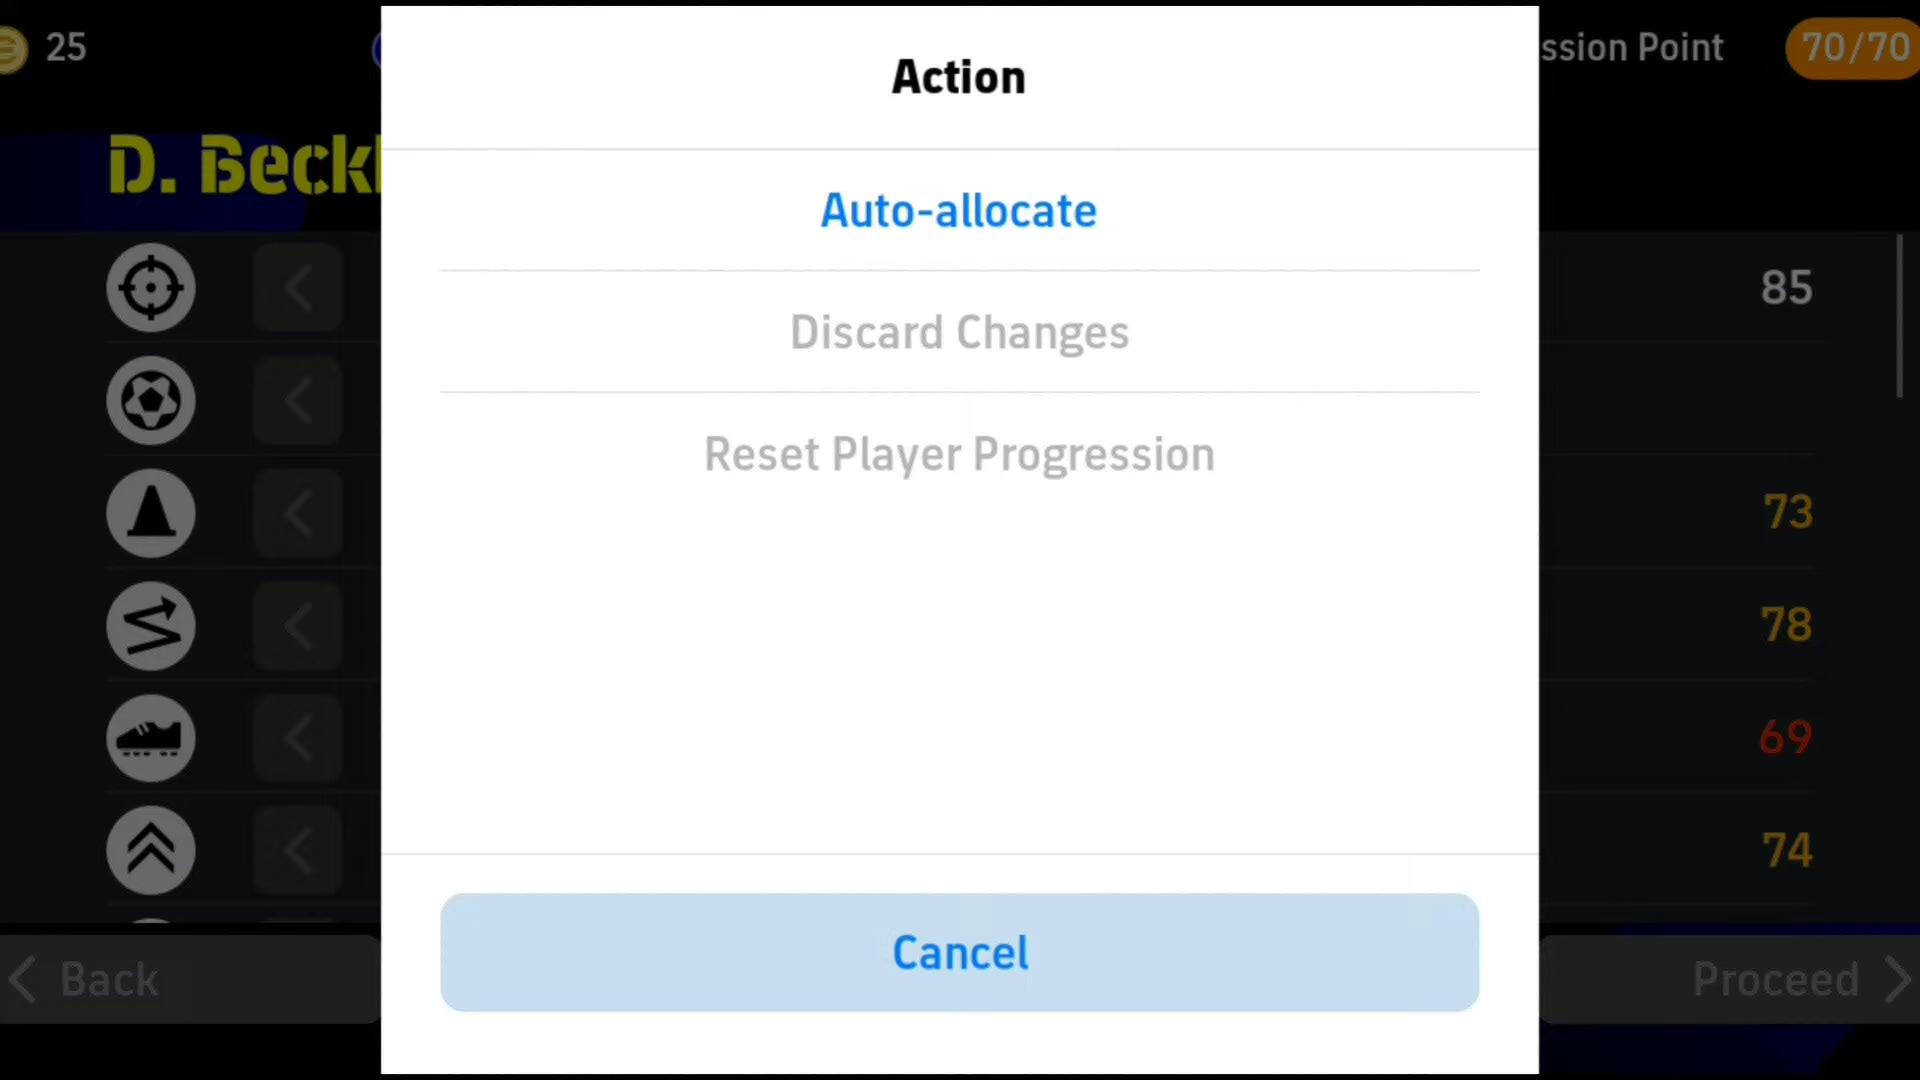 25
Action
ssion Point
70/70
D. Beck
Auto-allocate
85
Discard Changes
Reset Player Progression
73
78
69
74
Cancel
Back
Proceed